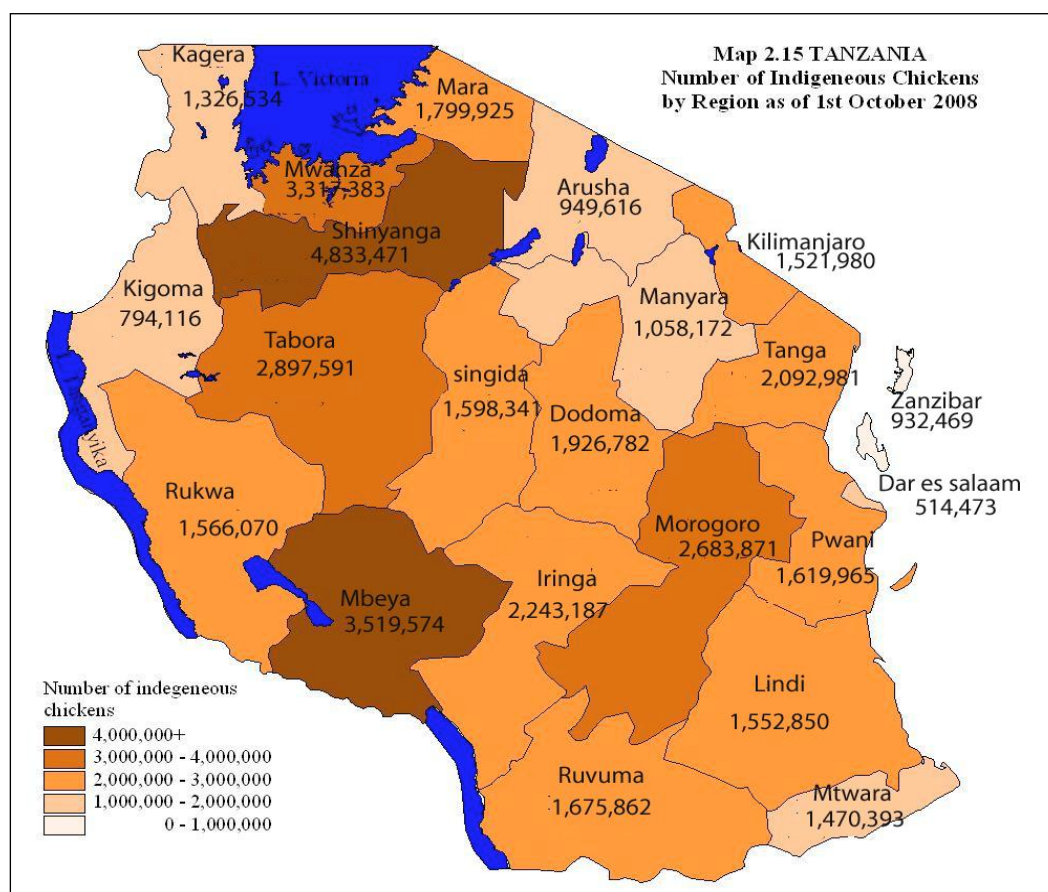 Map 2.15 TANZANIA
Number of Indigeneous Chickens
by Region as of 1st October 2008
Kagera
1,326,534
L. Victoria
Mara
1,799,925
Mwanza
3,317,383
Arusha
949,616
Shinyanga
4,833,471
Kilimanjaro
1,521,980
Kigoma
794,116
Manyara
1,058,172
Tabora
2,897,591
Tanga
2,092,981
singida
1,598,341
Dodoma
1,926,782
Zanzibar
932,469
Dar es salaam
514,473
Rukwa
1,566,070
Morogoro
2,683,871
Pwani
1,619,965
Iringa
2,243,187
Mbeya
3,519,574
Lindi
1,552,850
Ruvuma
1,675,862
Mtwara
1,470,393
Number of indegeneous
chickens
4,000,000+
3,000,000 - 4,000,000
2,000,000 - 3,000,000
1,000,000 - 2,000,000
0 - 1,000,000